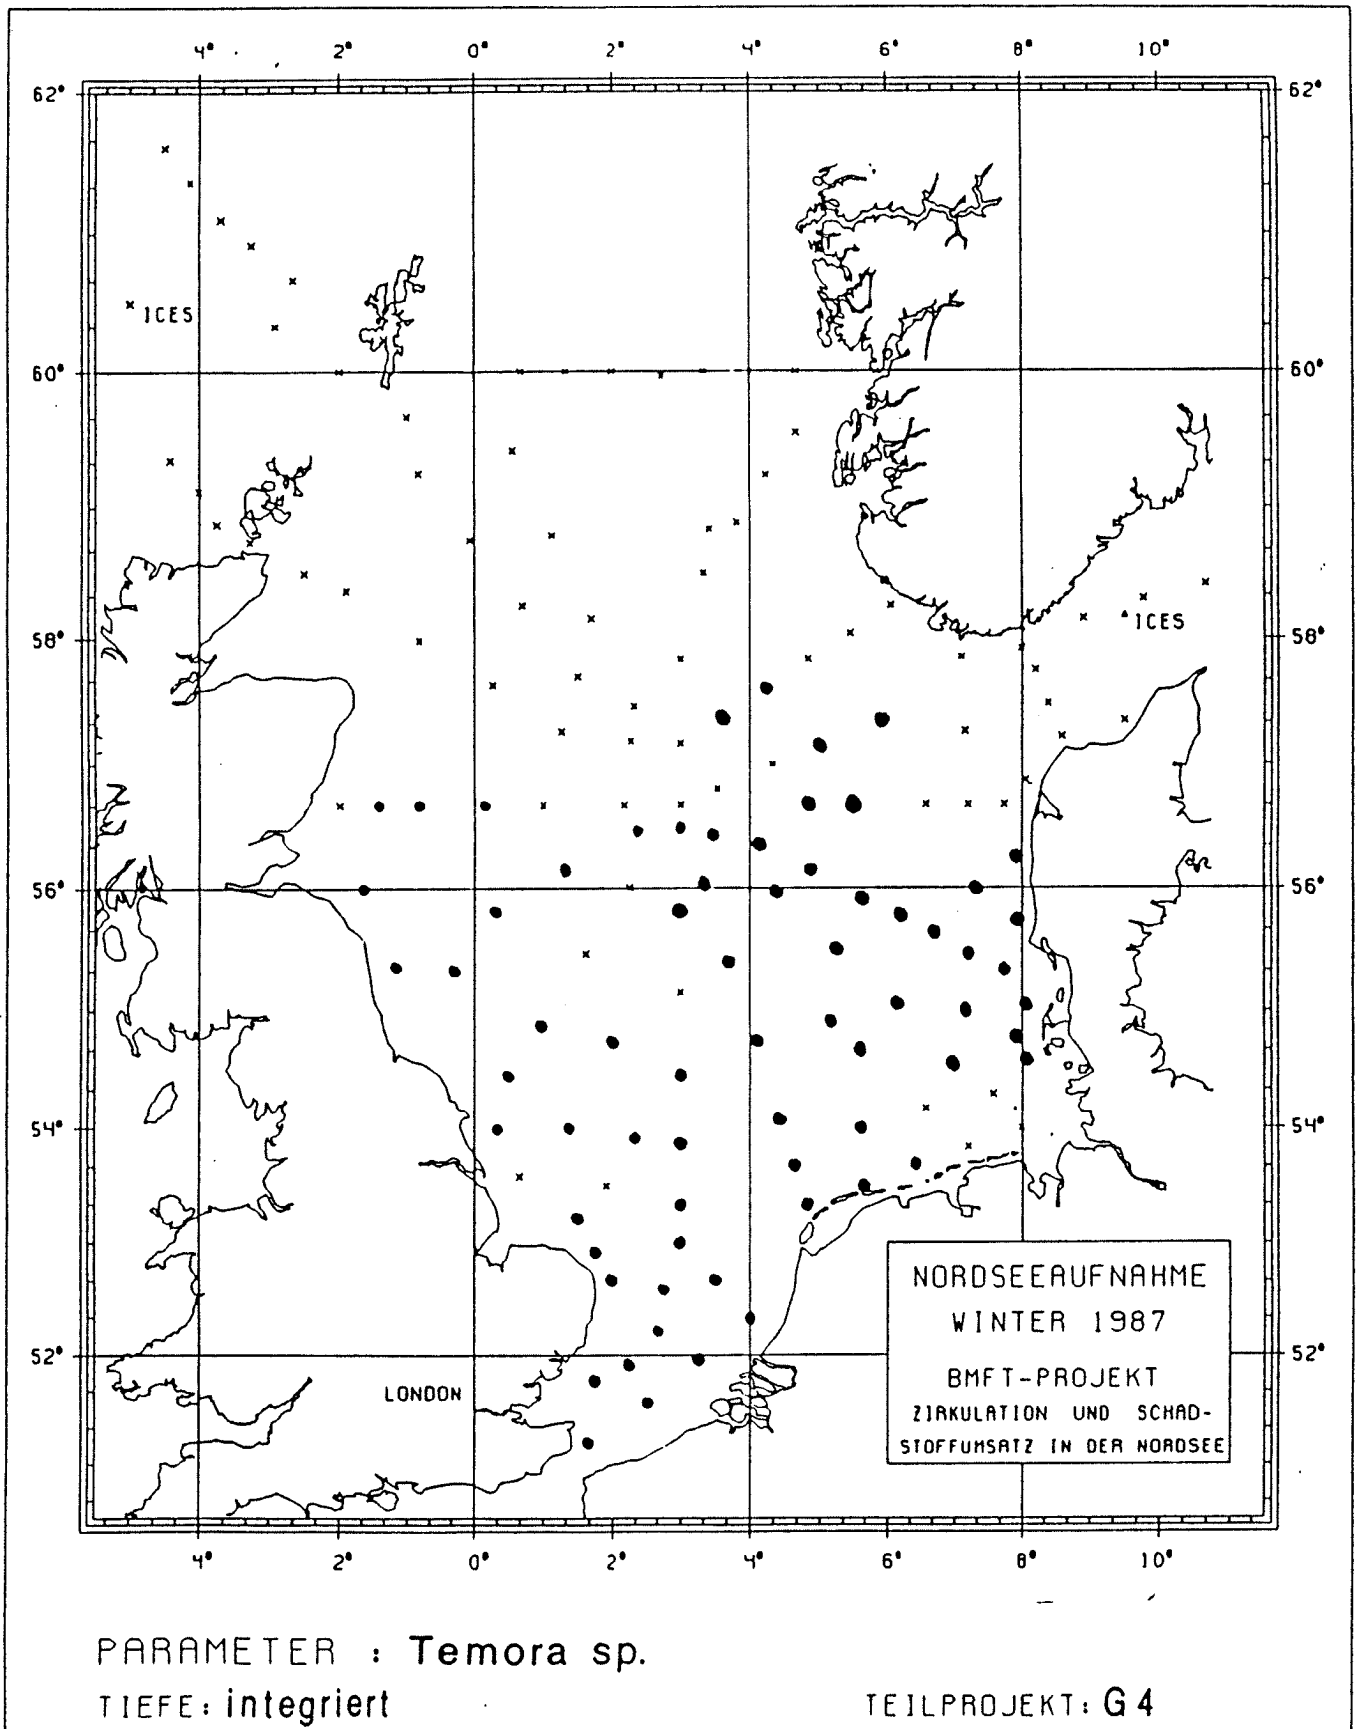 4° 2° 0° 2° 4° 6° 8° 10°
62° 62°
ICES
60° 60°
ICES
58° 58°
56° 56°
54° 54°
NORDSEEAUFNAHME
WINTER 1987
52° 52°
BMFT-PROJEKT
LONDON
ZIRKULATION UND SCHAD-
STOFFUMSATZ IN DER NORDSEE
4° 2° 0° 2° 4° 6° 8° 10°
PARAMETER : Temora sp.
TIEFE: integriert TEILPROJEKT: G4